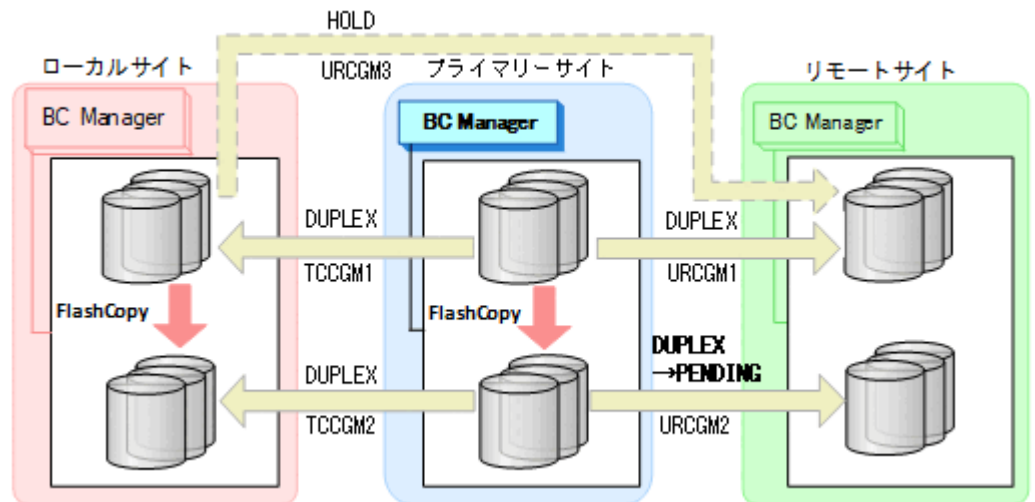 HOLD
URCGM3
ローカルサイト
プライマリーサイト
リモートサイト
BC Manager
BC Manager
BC Manager
DUPLEX
TCCGM1
DUPLEX
URCGM1
FlashCopy
FlashCopy
DUPLEX
TCCGM2
DUPLEX
→PENDING
URCGM2